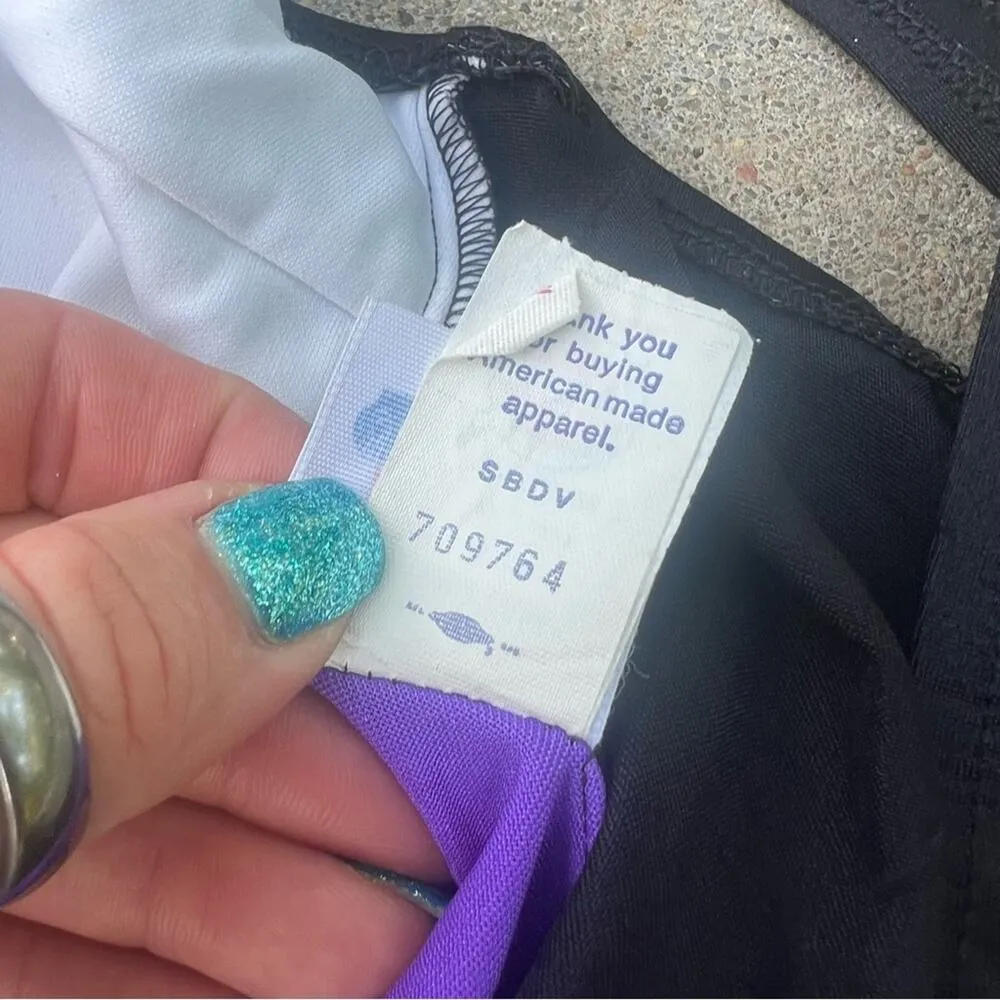 you
buying
American made
apparel.
SBDV
709764